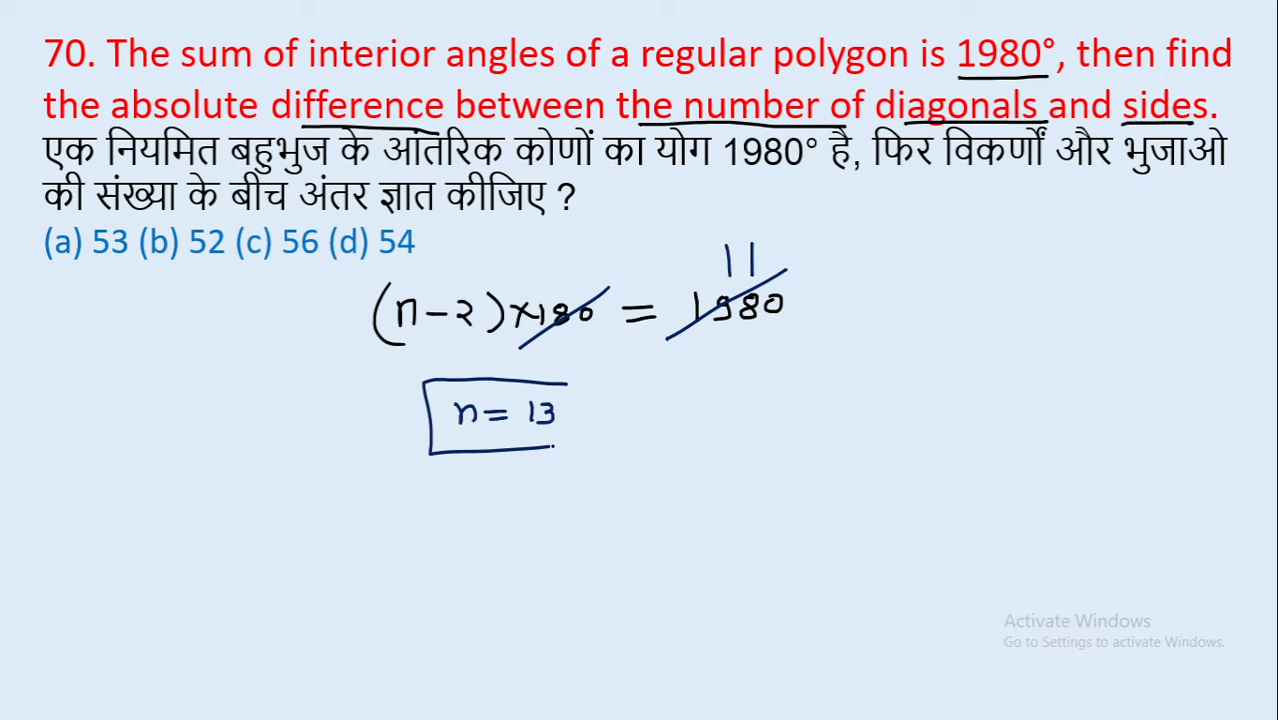 70. The sum of interior angles of a regular polygon is 1980°, then find
the absolute difference between the number of diagonals and sides.
एक नियमित बहुभुज के आंतरिक कोणों का योग 1980° है, फिर विकर्णों और भुजाओ
की संख्या के बीच अंतर ज्ञात कीजिए ?
(a) 53 (b) 52 (c) 56 (d) 54
11
(n-2)×180 = 1980
n= 13
Activate Windows
Go to Settings to activate Windows.